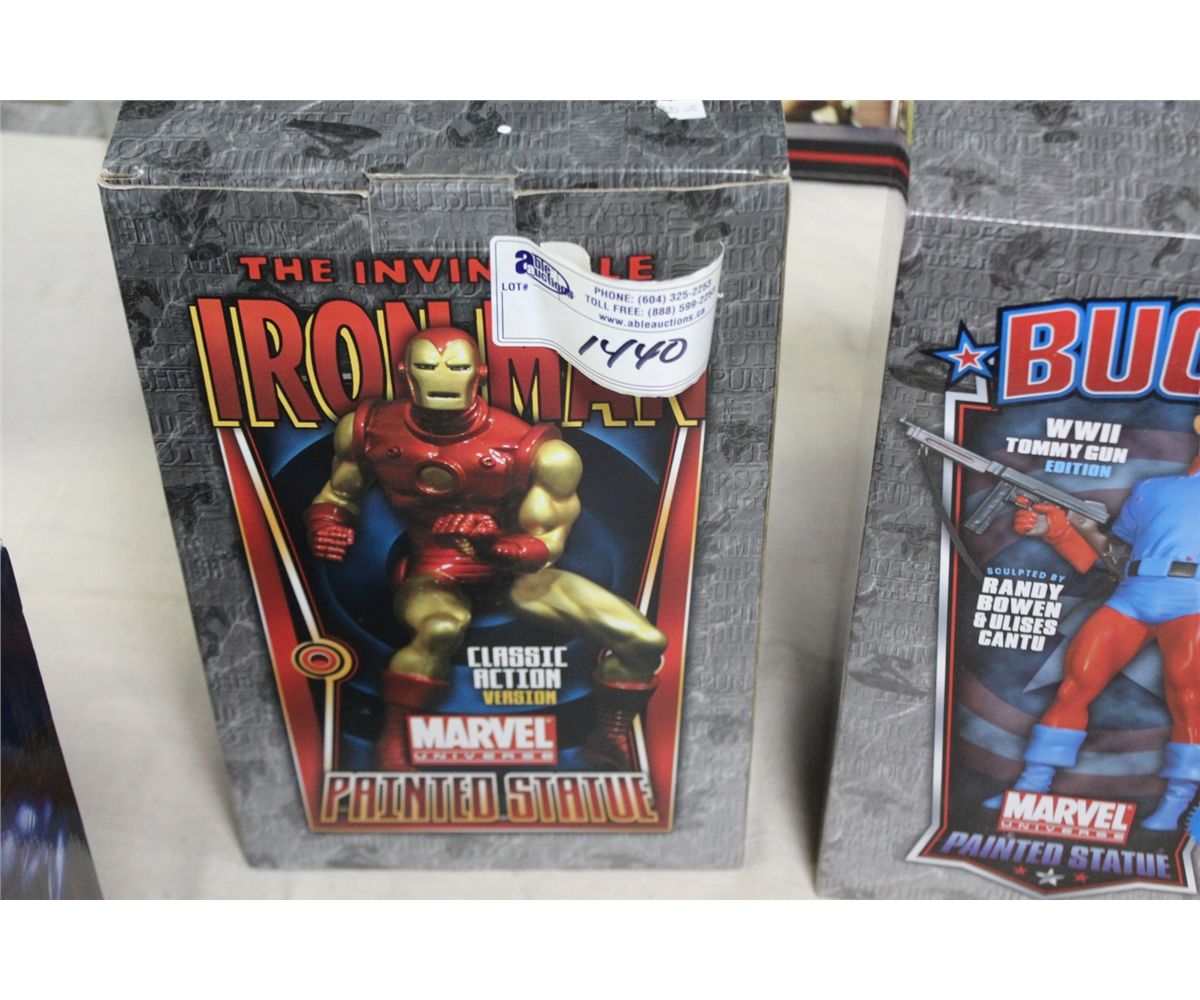 THE INVIN LE
IRON MAN
able auctions
LOT#
PHONE: (604) 325-2253
TOLL FREE: (888) 599-2253
www.ableauctions.ca
1440
CLASSIC
ACTION
VERSION
MARVEL
UNIVERSE
PAINTED STATUE
BUC
WWII
TOMMY GUN
EDITION
SCULPTED BY
RANDY
BOWEN
& ULISES
CANTU
MARVEL
UNIVERSE
PAINTED STATUE